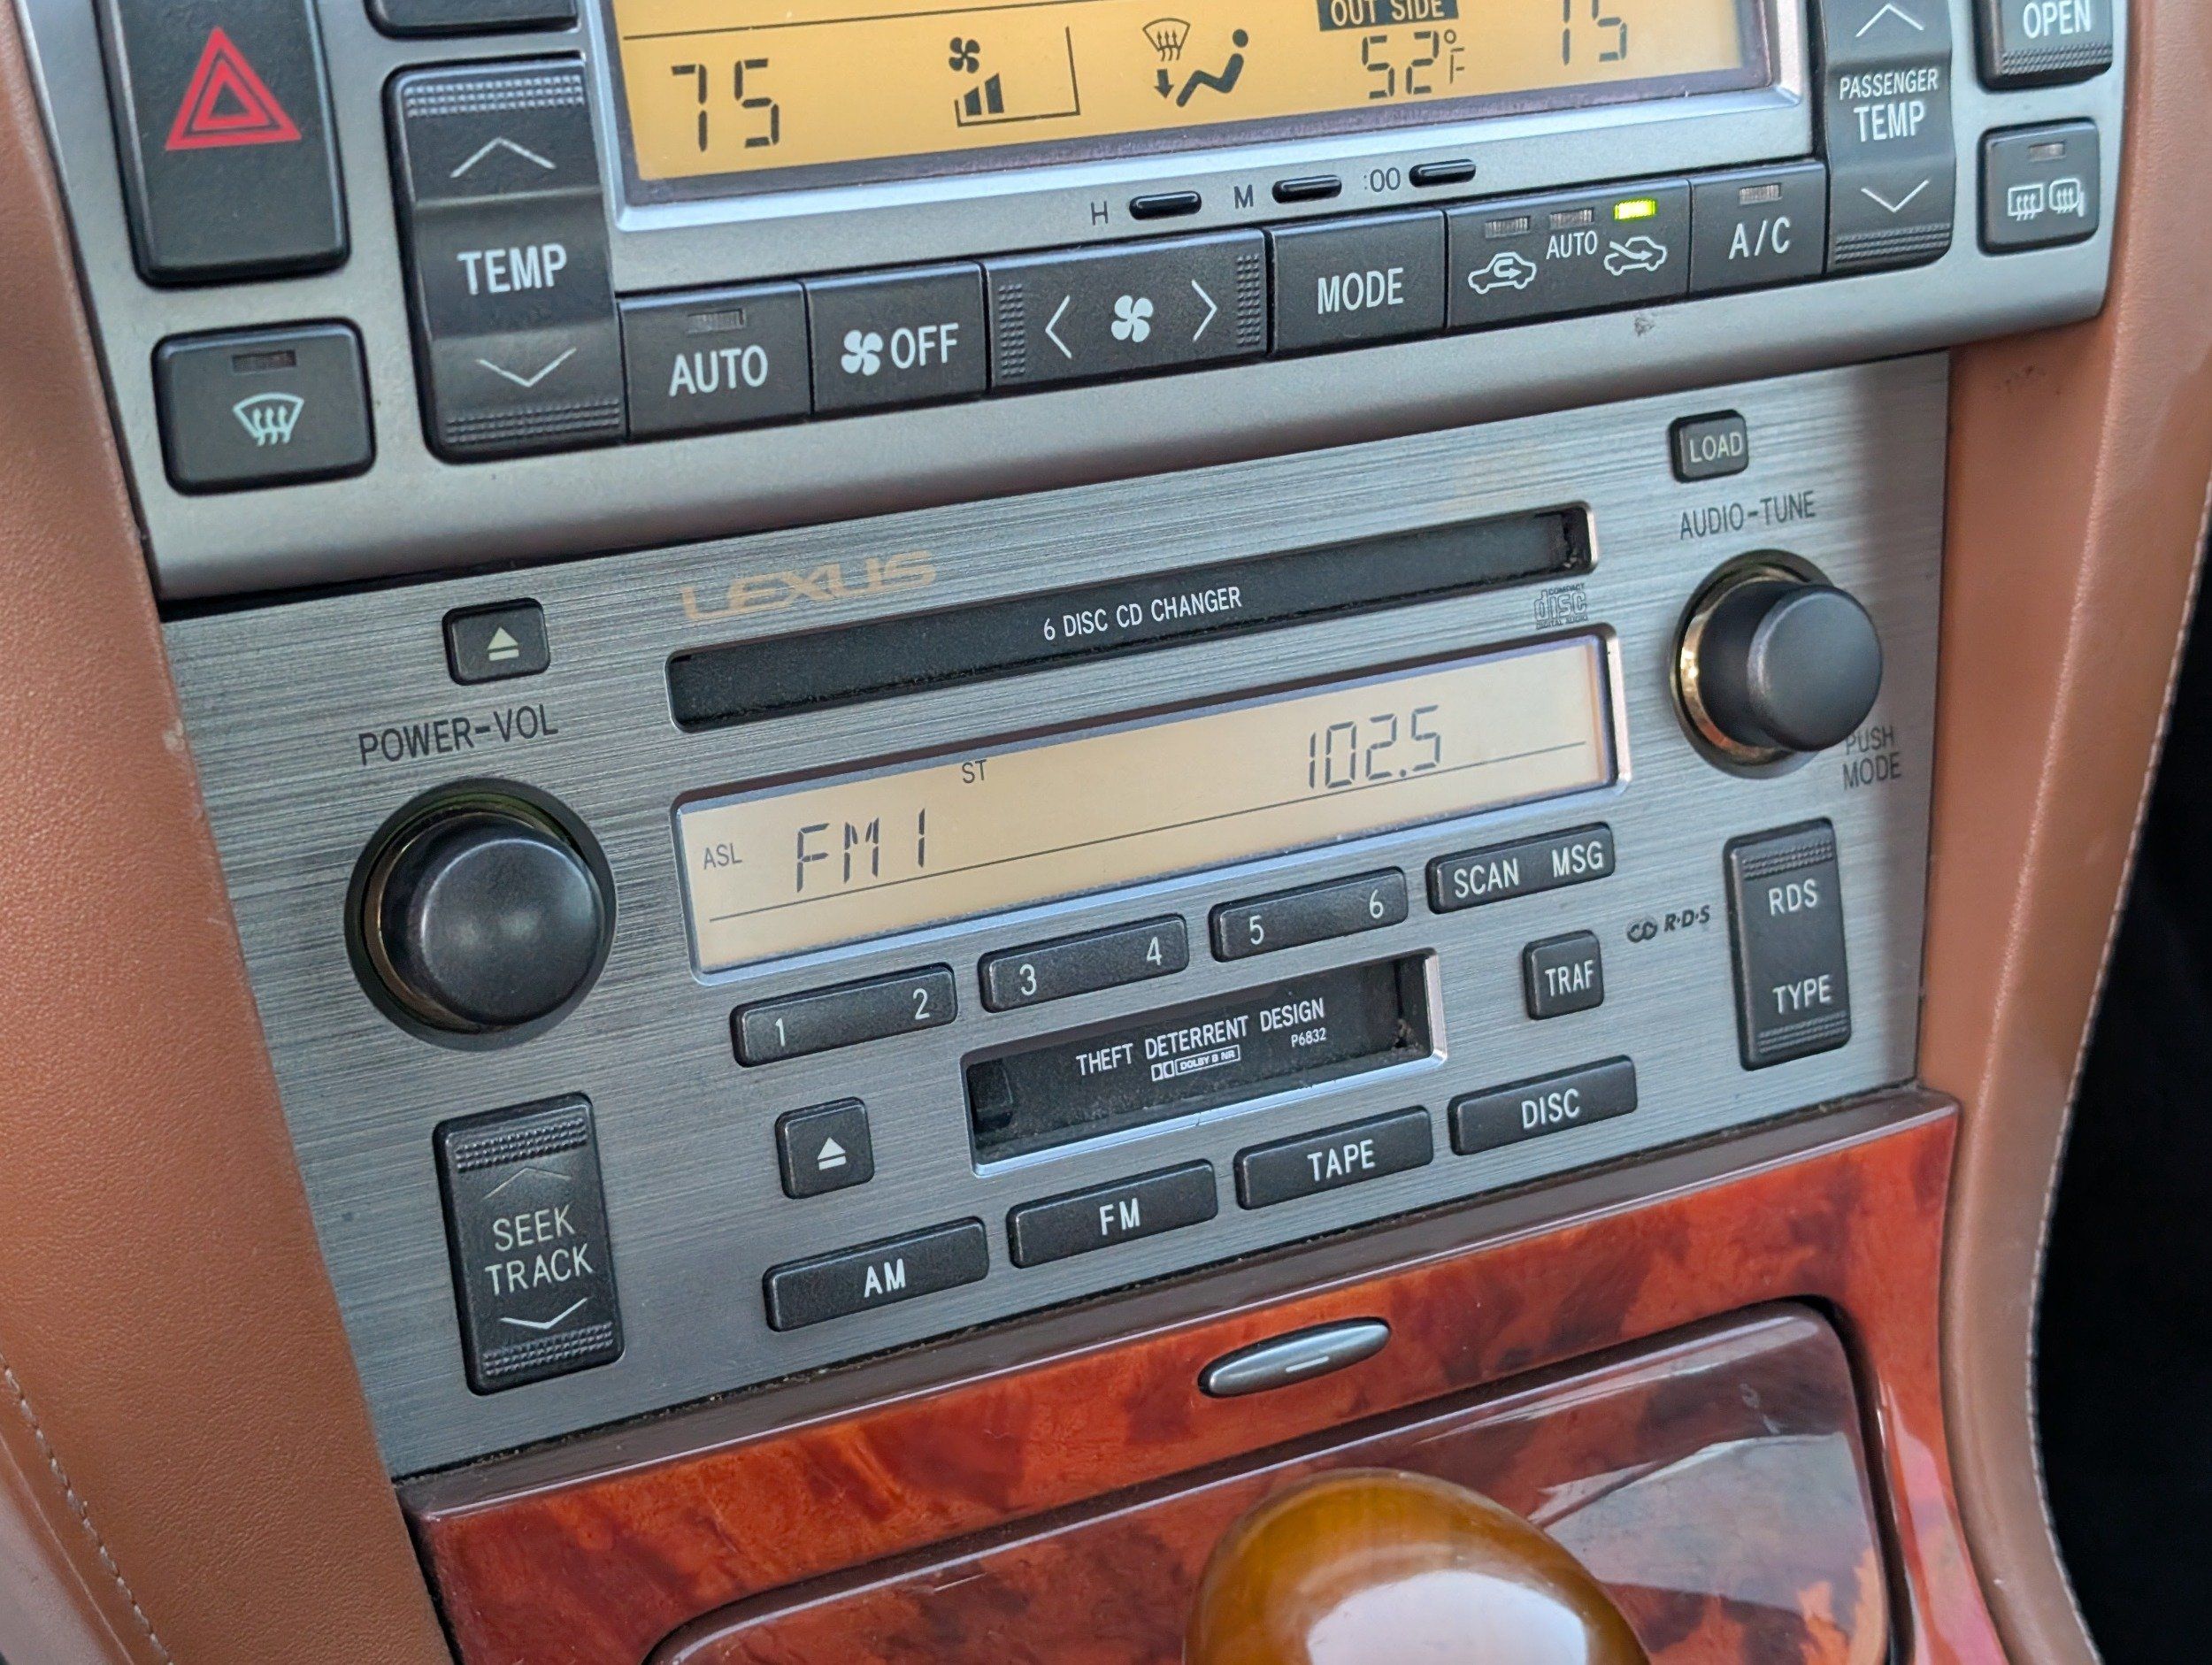 OUT SIDE
75
52°F
75
OPEN
PASSENGER
TEMP
H
M
:00
TEMP
AUTO
OFF
MODE
AUTO
A/C
LOAD
AUDIO-TUNE
LEXUS
6 DISC CD CHANGER
COMPACT
disc
DIGITAL AUDIO
POWER-VOL
PUSH
MODE
ST
102.5
ASL
FM1
SCAN MSG
1 2
3 4
5 6
RDS
TYPE
R·D·S
TRAF
THEFT DETERRENT DESIGN
DOLBY B NR
P6832
SEEK
TRACK
AM
FM
TAPE
DISC